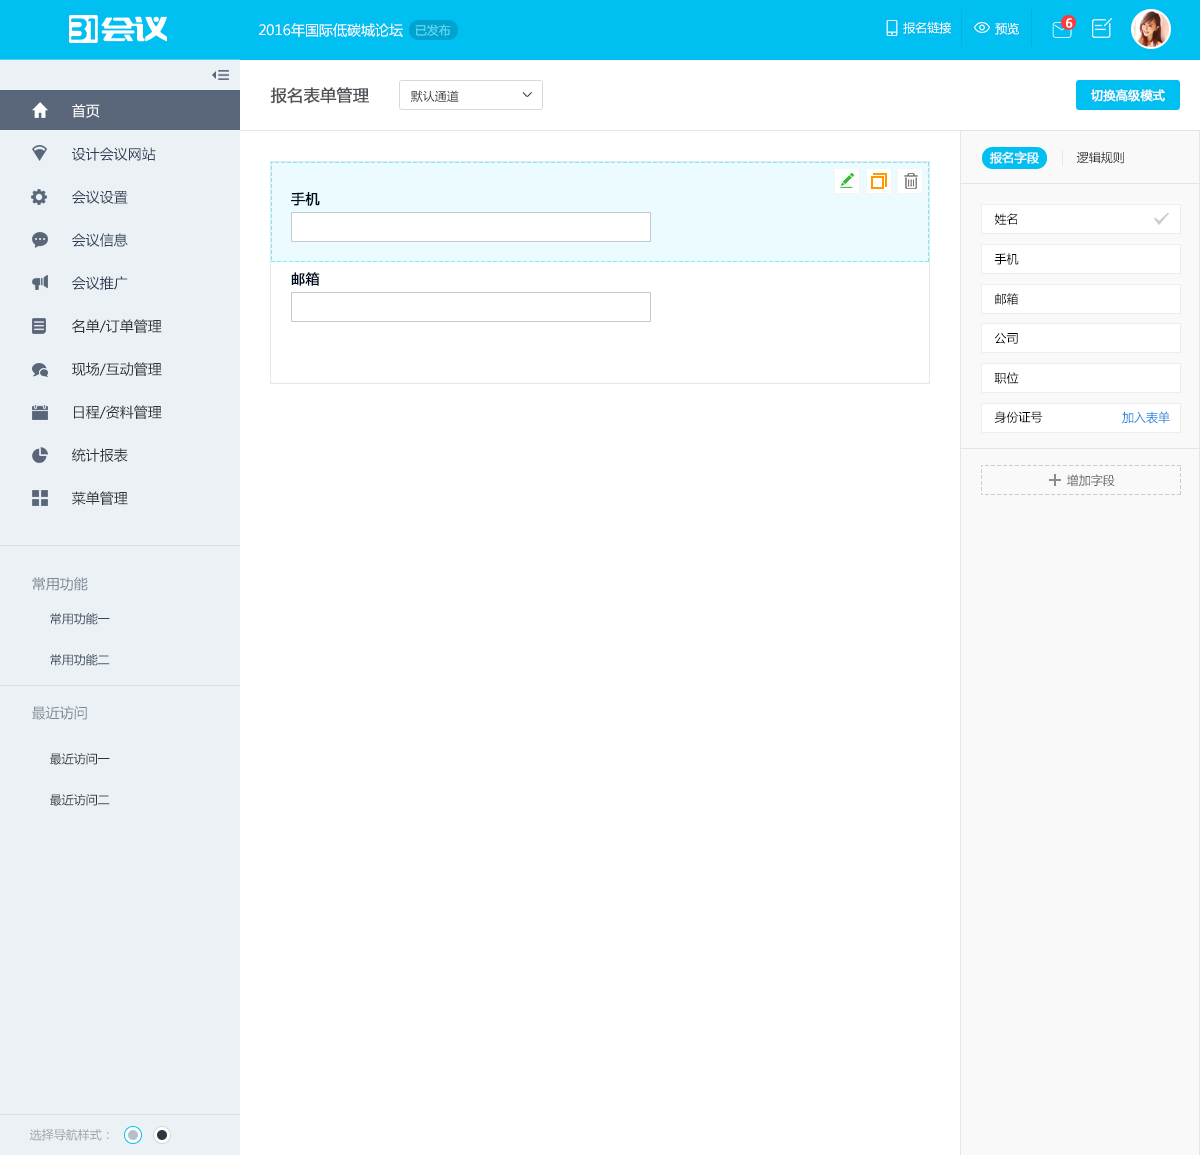 31会议
2016年国际低碳城论坛 已发布
报名链接
预览
6
首页
设计会议网站
会议设置
会议信息
会议推广
名单/订单管理
现场/互动管理
日程/资料管理
统计报表
菜单管理
常用功能
常用功能一
常用功能二
最近访问
最近访问一
最近访问二
选择导航样式：
报名表单管理
默认通道
切换高级模式
手机
邮箱
报名字段
逻辑规则
姓名
手机
邮箱
公司
职位
身份证号 加入表单
增加字段